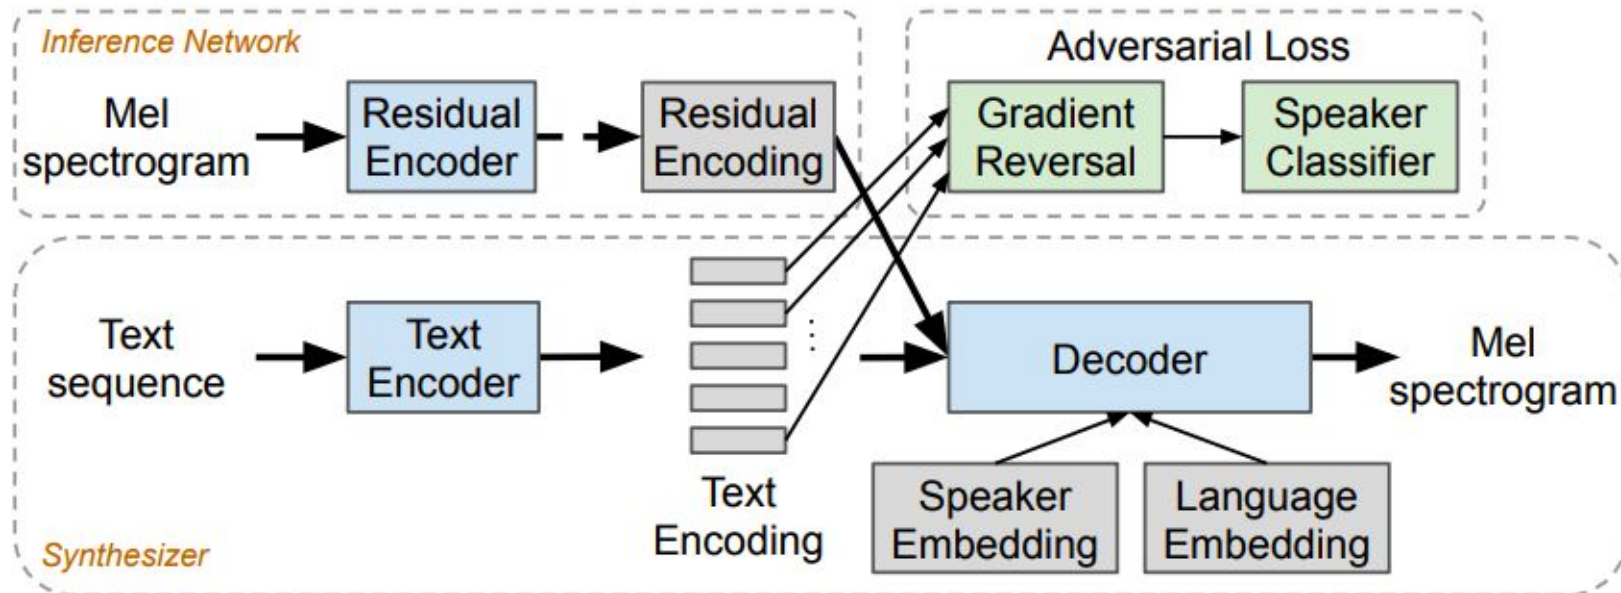 Inference Network
Mel
spectrogram
Residual
Encoder
Residual
Encoding
Adversarial Loss
Gradient
Reversal
Speaker
Classifier
Text
sequence
Text
Encoder
Text
Encoding
Decoder
Mel
spectrogram
Speaker
Embedding
Language
Embedding
Synthesizer